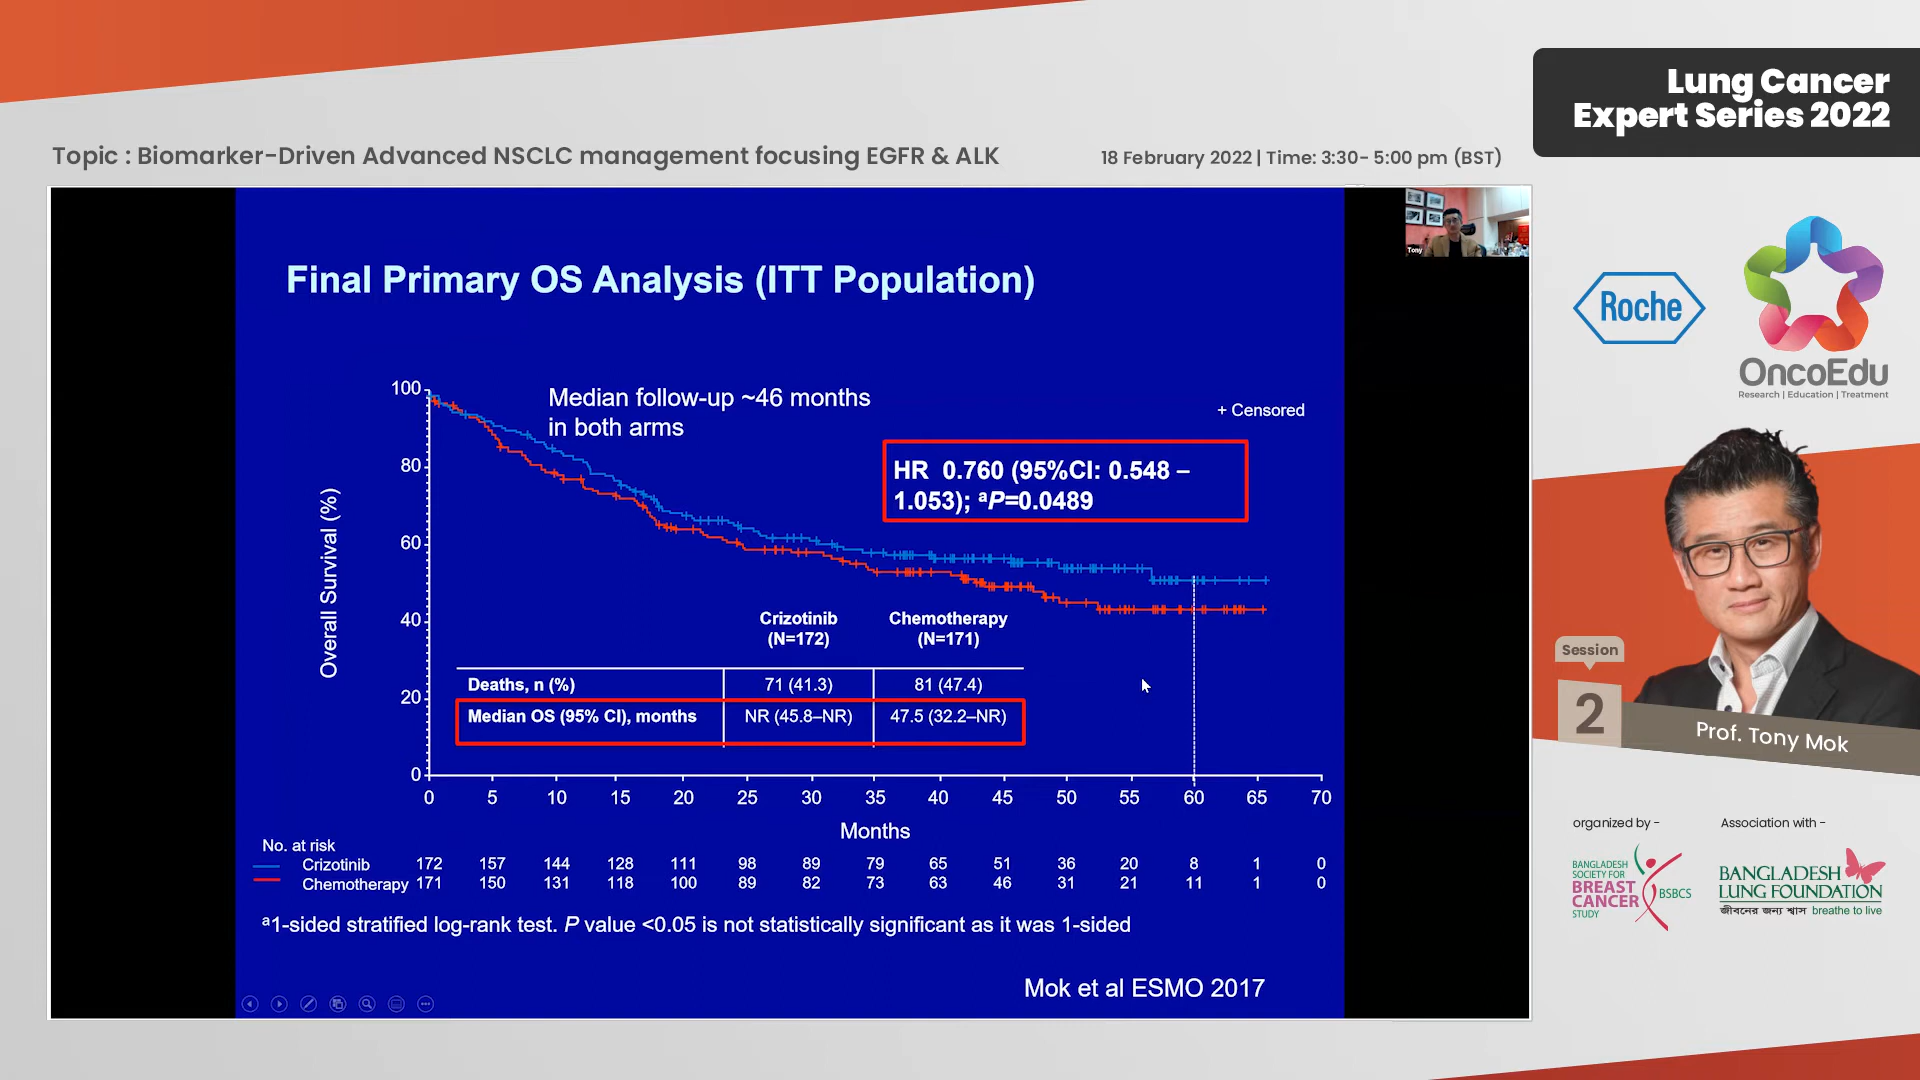 Lung Cancer
Expert Series 2022
Topic : Biomarker-Driven Advanced NSCLC management focusing EGFR & ALK
18 February 2022 | Time: 3:30- 5:00 pm (BST)
Tony
Final Primary OS Analysis (ITT Population)
Median follow-up ~46 months
in both arms
+ Censored
HR 0.760 (95%CI: 0.548 –
1.053); ᵃP=0.0489
Overall Survival (%)
100
80
60
40
20
0
Crizotinib (N=172) Chemotherapy (N=171)
Deaths, n (%) 71 (41.3) 81 (47.4)
Median OS (95% CI), months NR (45.8–NR) 47.5 (32.2–NR)
0 5 10 15 20 25 30 35 40 45 50 55 60 65 70
Months
No. at risk
Crizotinib 172 157 144 128 111 98 89 79 65 51 36 20 8 1 0
Chemotherapy 171 150 131 118 100 89 82 73 63 46 31 21 11 1 0
ᵃ1-sided stratified log-rank test. P value <0.05 is not statistically significant as it was 1-sided
Mok et al ESMO 2017
Roche
OncoEdu
Research | Education | Treatment
Session
2
Prof. Tony Mok
organized by -
BANGLADESH
SOCIETY FOR
BREAST
CANCER
STUDY
BSBCS
Association with -
BANGLADESH
LUNG FOUNDATION
জীবনের জন্য শ্বাস breathe to live